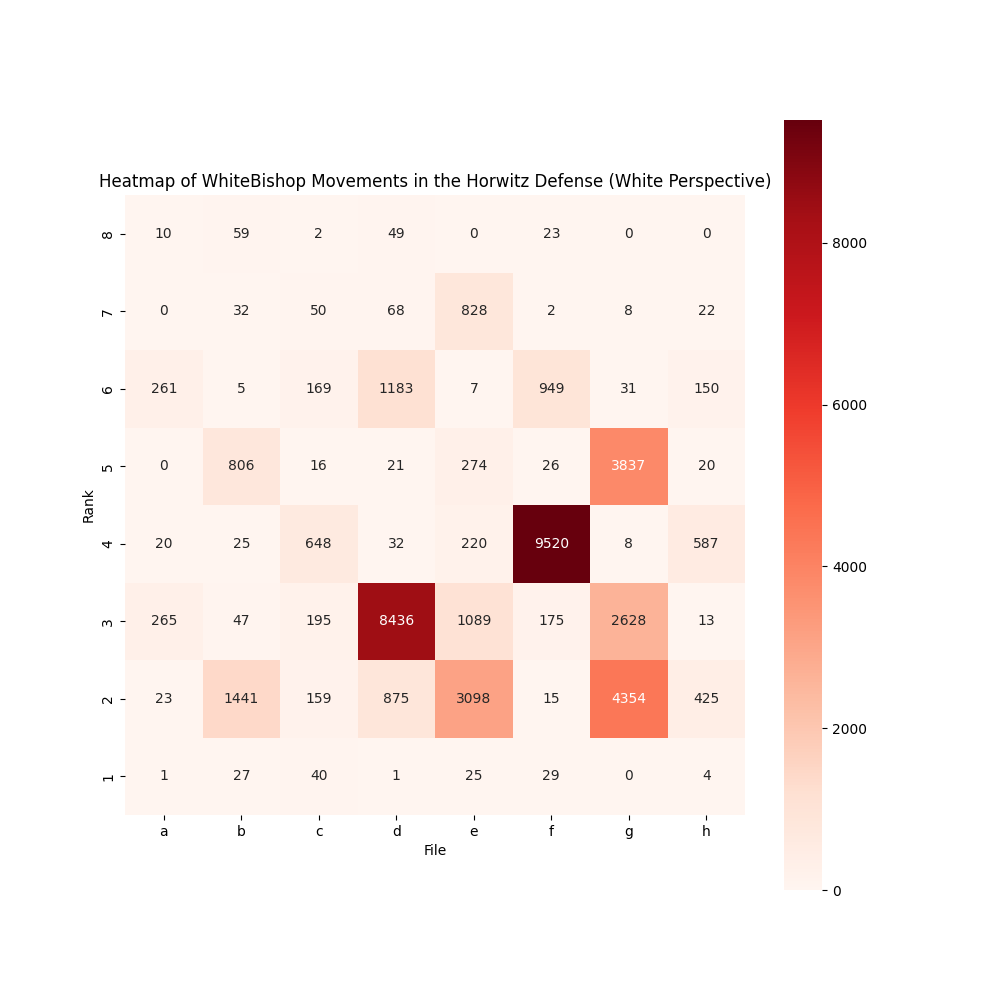 Heatmap of WhiteBishop Movements in the Horwitz Defense (White Perspective)
8 10 59 2 49 0 23 0 0
7 0 32 50 68 828 2 8 22
6 261 5 169 1183 7 949 31 150
5 0 806 16 21 274 26 3837 20
4 20 25 648 32 220 9520 8 587
3 265 47 195 8436 1089 175 2628 13
2 23 1441 159 875 3098 15 4354 425
1 1 27 40 1 25 29 0 4
a b c d e f g h
File
Rank
8000
6000
4000
2000
0